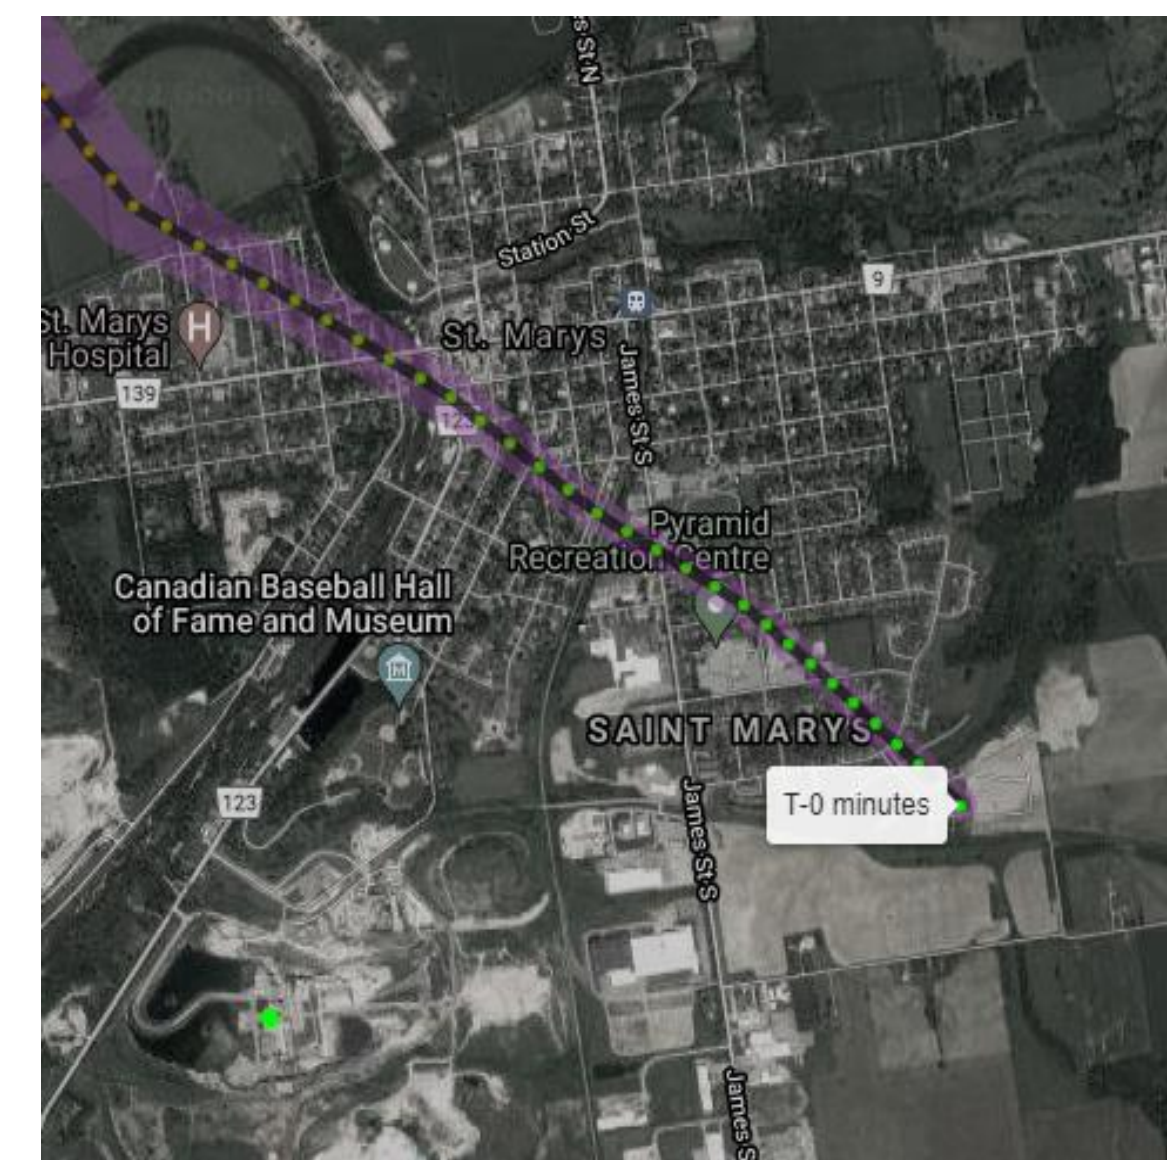 es St N
Station St
9
St. Marys
Hospital
St. Marys
139
James St S
Pyramid
Recreation Centre
Canadian Baseball Hall
of Fame and Museum
SAINT MARYS
T-0 minutes
123
James St S
James S